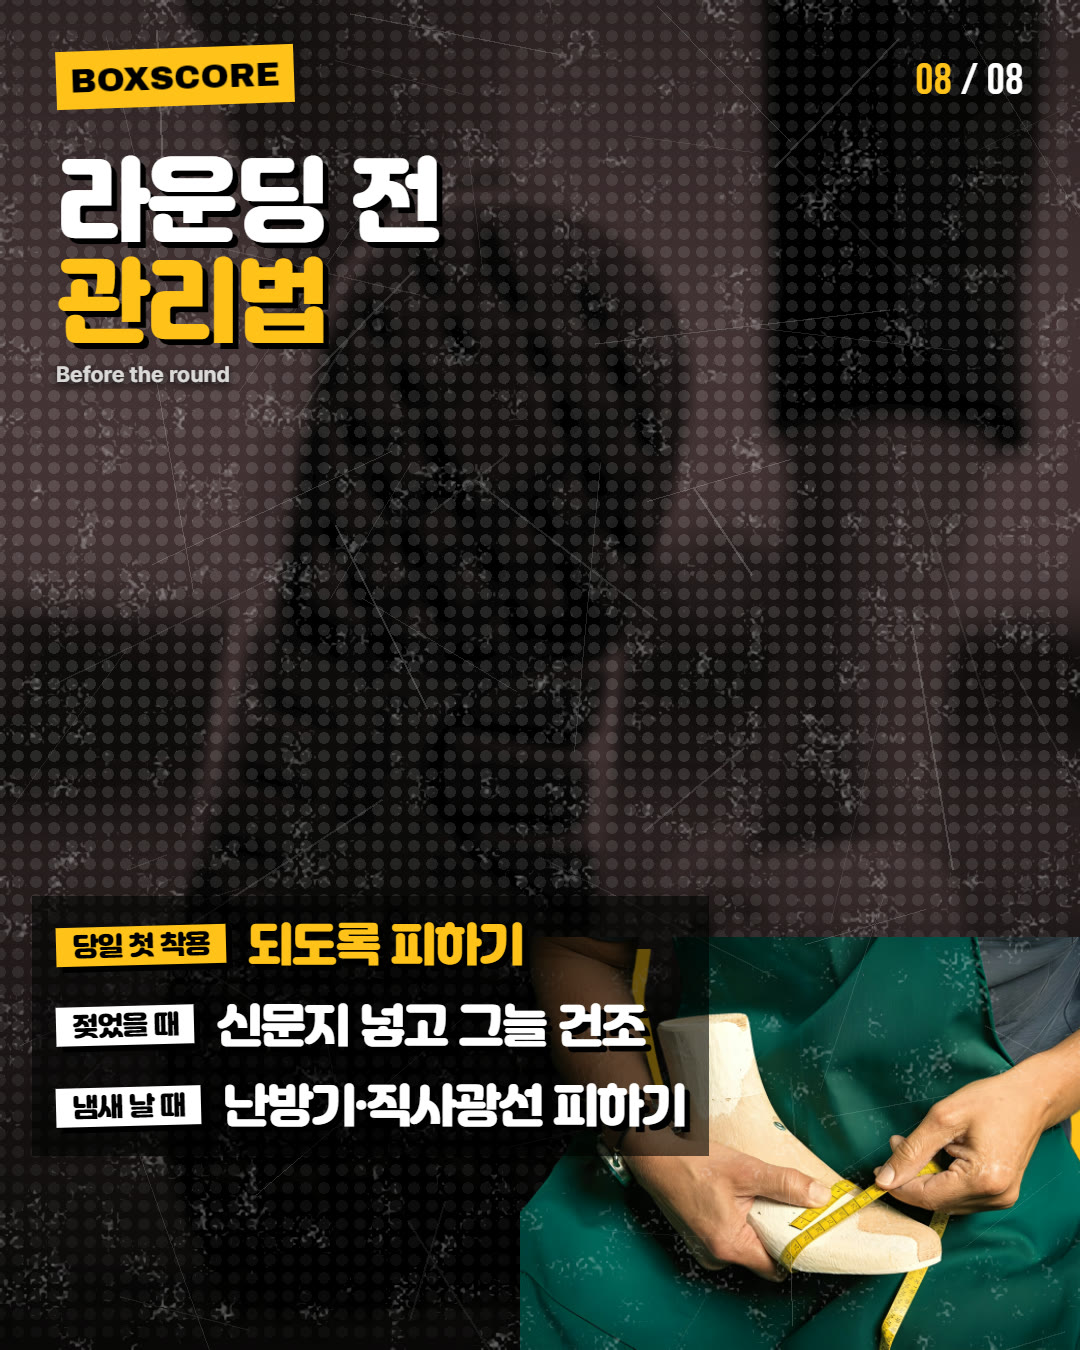 BOXSCORE
08 / 08
라운딩 전
관리법
Before the round
당일 첫 착용 되도록 피하기
젖었을 때 신문지 넣고 그늘 건조
냄새 날 때 난방기·직사광선 피하기